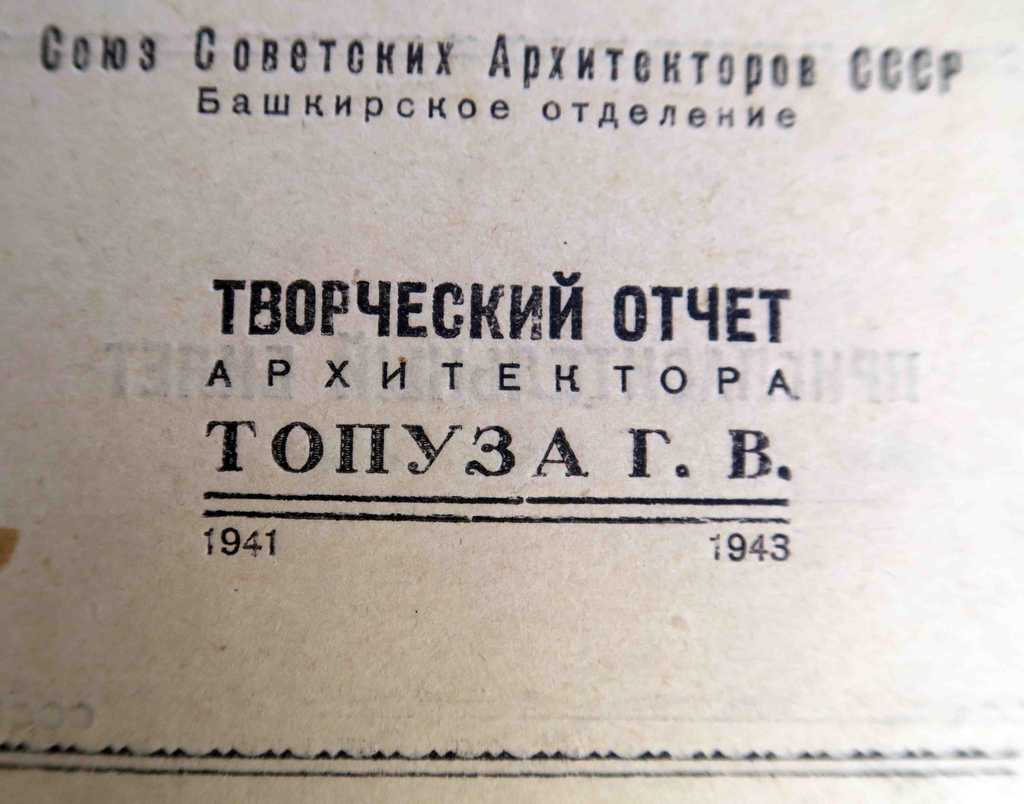 Союз Советских Архитекторов СССР
Башкирское отделение
ТВОРЧЕСКИЙ ОТЧЕТ
АРХИТЕКТОРА
ТОПУЗА Г. В.
1941 1943